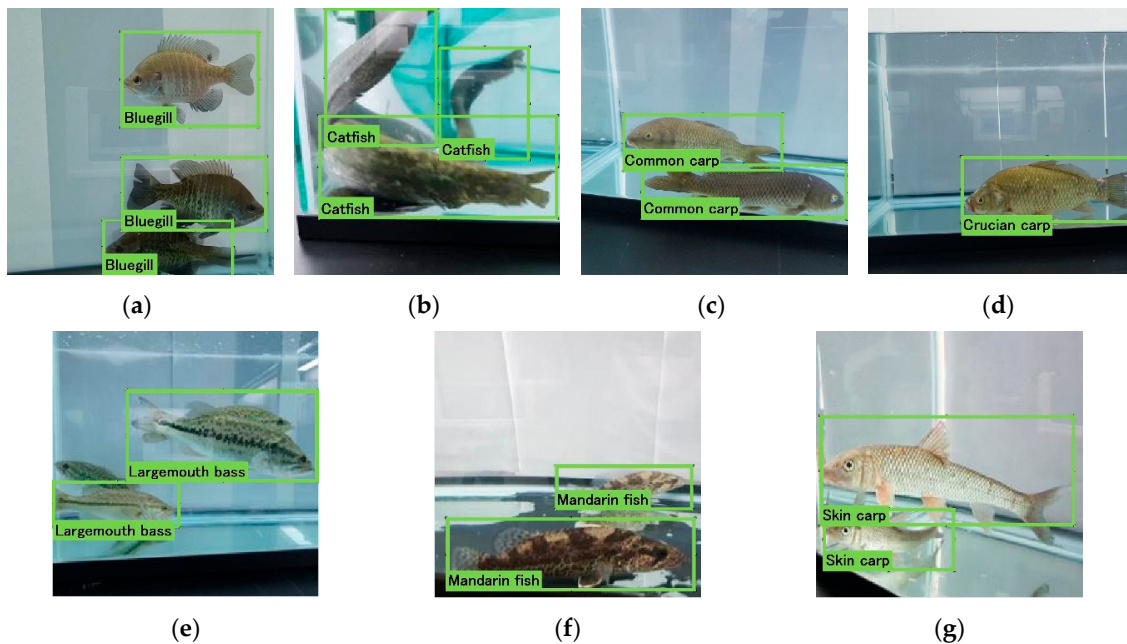 Bluegill
Bluegill
Bluegill
Catfish
Catfish
Catfish
Common carp
Common carp
Crucian carp
(a)
(b)
(c)
(d)
Largemouth bass
Largemouth bass
Mandarin fish
Mandarin fish
Skin carp
Skin carp
(e)
(f)
(g)